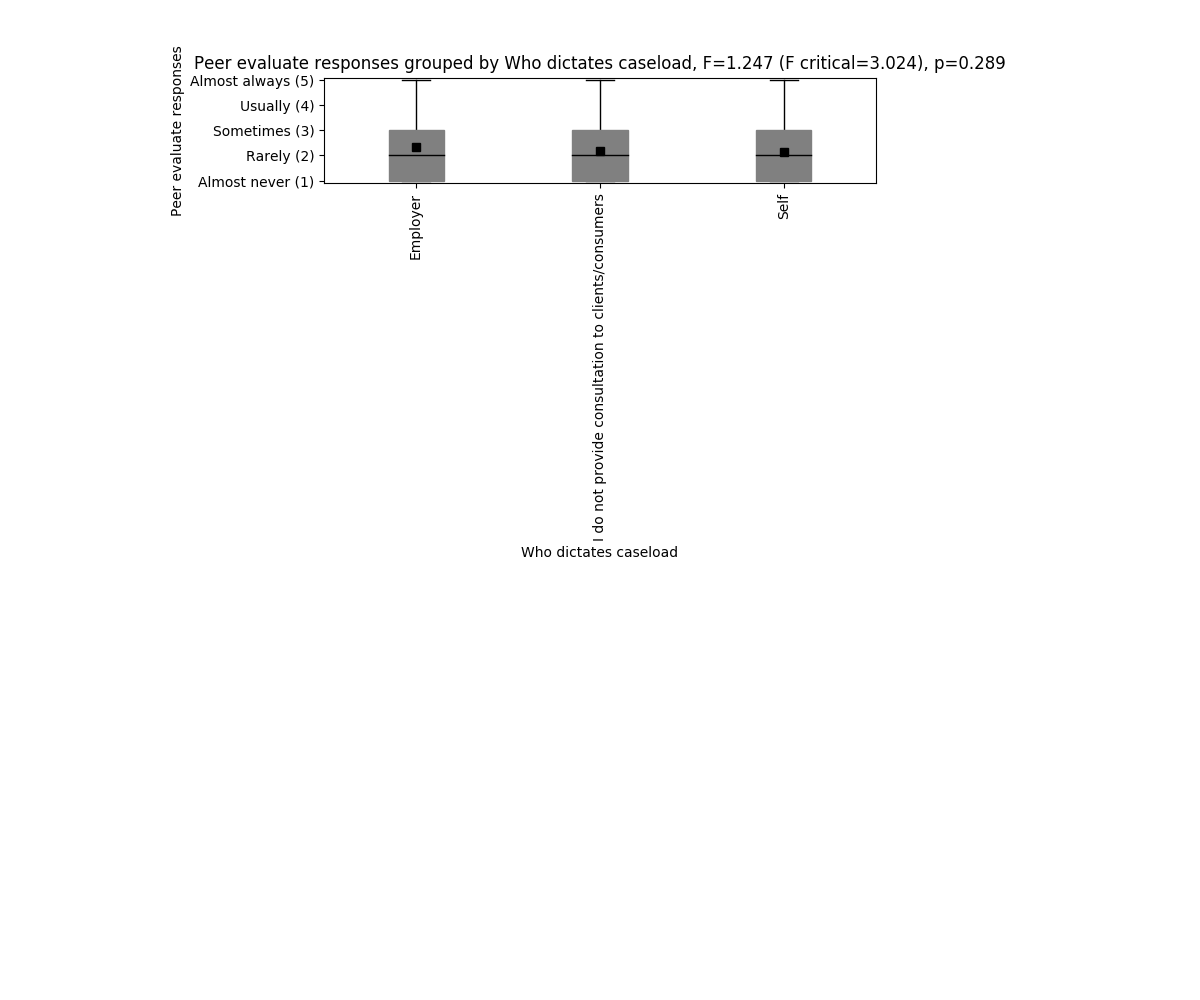 Peer evaluate responses grouped by Who dictates caseload, F=1.247 (F critical=3.024), p=0.289
Peer evaluate responses
Almost always (5)
Usually (4)
Sometimes (3)
Rarely (2)
Almost never (1)
Employer
I do not provide consultation to clients/consumers
Self
Who dictates caseload